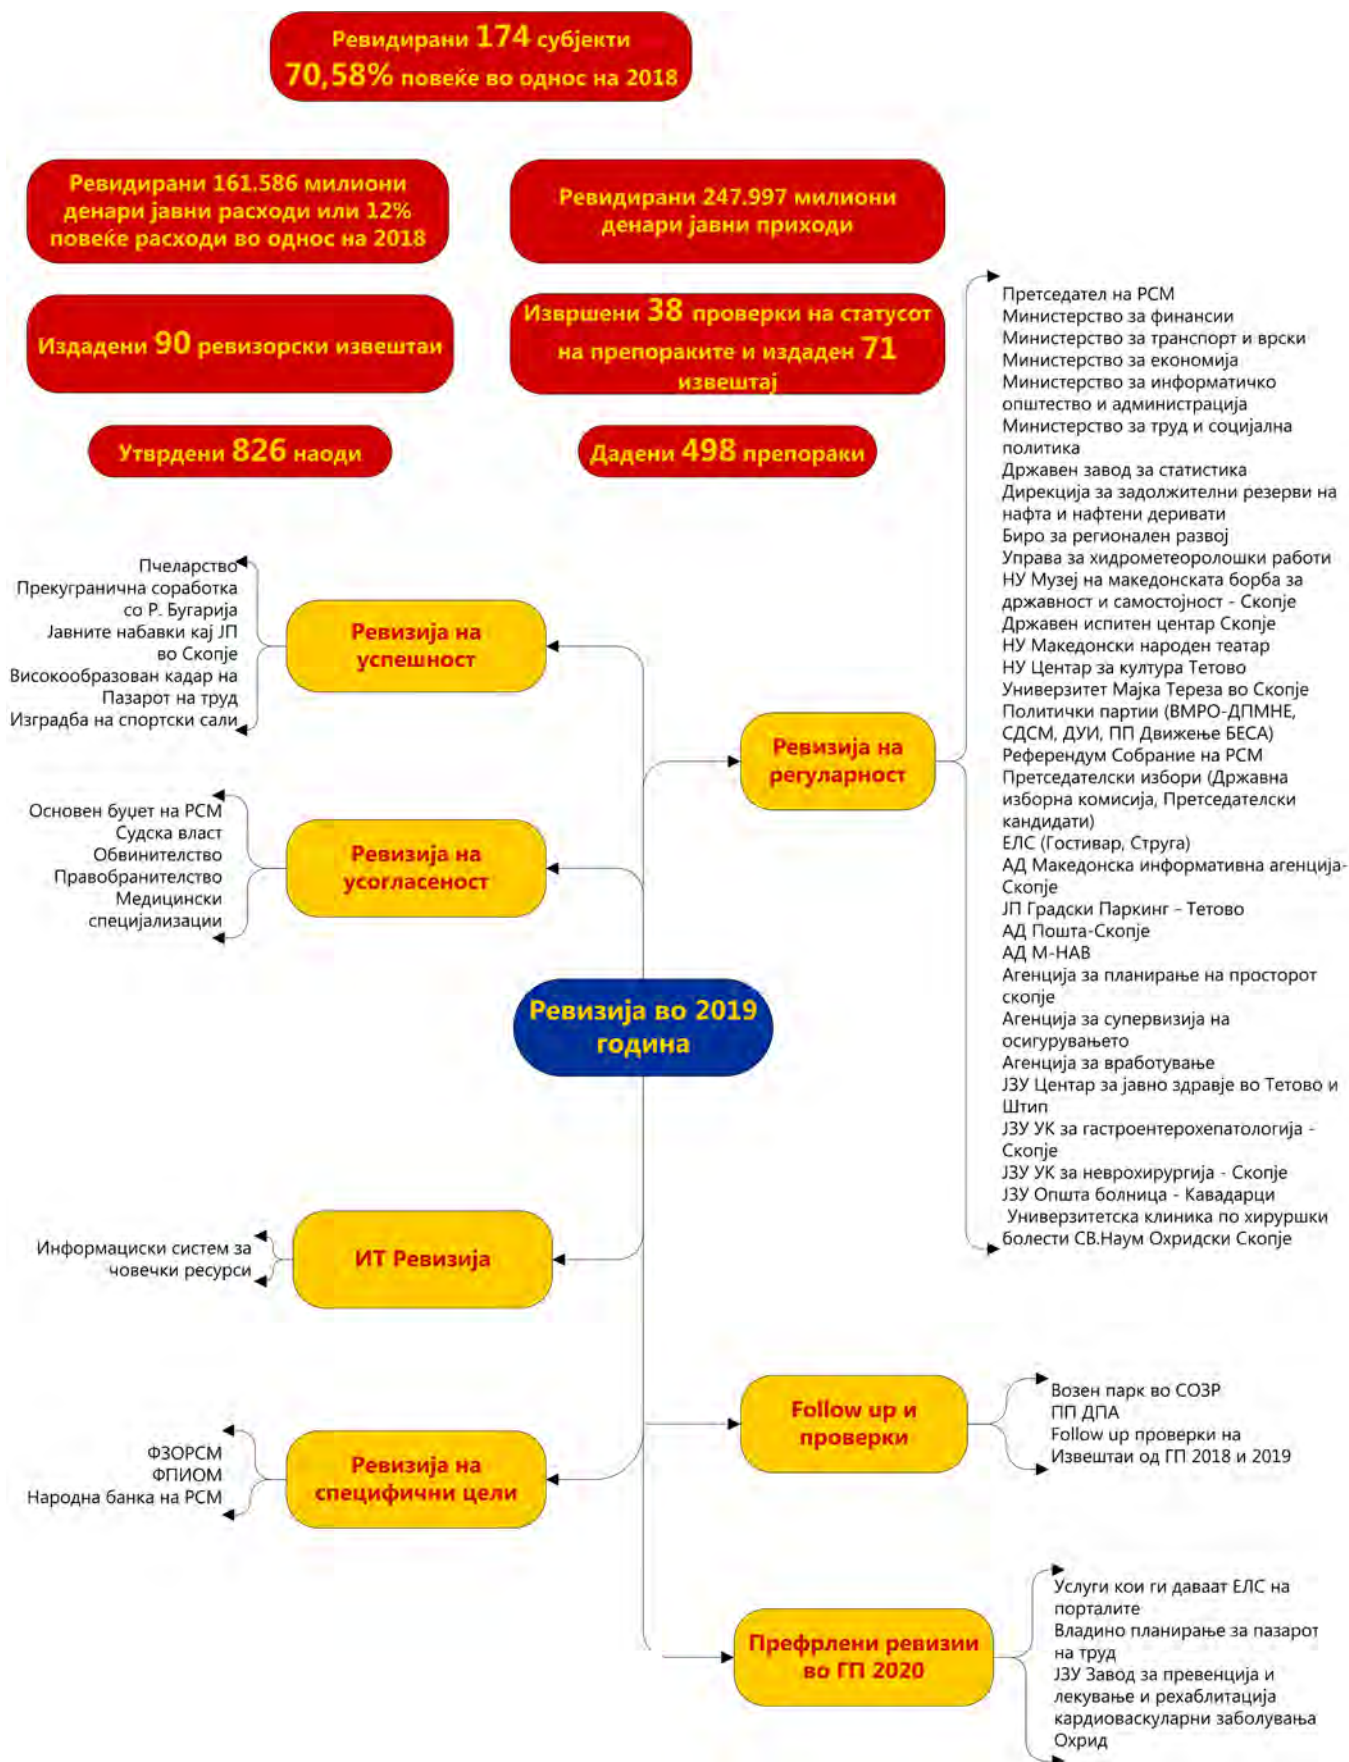 Ревидирани 174 субјекти
70,58% повеќе во однос на 2018
Ревидирани 161.586 милиони
денари јавни расходи или 12%
повеќе расходи во однос на 2018
Ревидирани 247.997 милиони
денари јавни приходи
Издадени 90 ревизорски извештаи
Извршени 38 проверки на статусот
на препораките и издаден 71
извештај
Утврдени 826 наоди
Дадени 498 препораки
Пчеларство
Прекугранична соработка
со Р. Бугарија
Јавните набавки кај ЈП
во Скопје
Високообразован кадар на
Пазарот на труд
Изградба на спортски сали
Ревизија на
успешност
Основен буџет на РСМ
Судска власт
Обвинителство
Правобранителство
Медицински
специјализации
Ревизија на
усогласеност
Ревизија на
регуларност
Претседател на РСМ
Министерство за финансии
Министерство за транспорт и врски
Министерство за економија
Министерство за информатичко
општество и администрација
Министерство за труд и социјална
политика
Државен завод за статистика
Дирекција за задолжителни резерви на
нафта и нафтени деривати
Биро за регионален развој
Управа за хидрометеоролошки работи
НУ Музеј на македонската борба за
државност и самостојност - Скопје
Државен испитен центар Скопје
НУ Македонски народен театар
НУ Центар за култура Тетово
Универзитет Мајка Тереза во Скопје
Политички партии (ВМРО-ДПМНЕ,
СДСМ, ДУИ, ПП Движење БЕСА)
Референдум Собрание на РСМ
Претседателски избори (Државна
изборна комисија, Претседателски
кандидати)
ЕЛС (Гостивар, Струга)
АД Македонска информативна агенција-
Скопје
ЈП Градски Паркинг – Тетово
АД Пошта-Скопје
АД М-НАВ
Агенција за планирање на просторот
скопје
Агенција за супервизија на
осигурувањето
Агенција за вработување
ЈЗУ Центар за јавно здравје во Тетово и
Штип
ЈЗУ УК за гастроентерохепатологија -
Скопје
ЈЗУ УК за неврохирургија - Скопје
ЈЗУ Општа болница - Кавадарци
Универзитетска клиника по хируршки
болести СВ.Наум Охридски Скопје
Ревизија во 2019
година
Информациски систем за
човечки ресурси
ИТ Ревизија
ФЗОРСМ
ФПИОМ
Народна банка на РСМ
Ревизија на
специфични цели
Follow up и
проверки
Возен парк во СОЗР
ПП ДПА
Follow up проверки на
Извештаи од ГП 2018 и 2019
Префрлени ревизии
во ГП 2020
Услуги кои ги даваат ЕЛС на
порталите
Владино планирање за пазарот
на труд
ЈЗУ Завод за превенција и
лекување и рехаблитација
кардиоваскуларни заболувања
Охрид